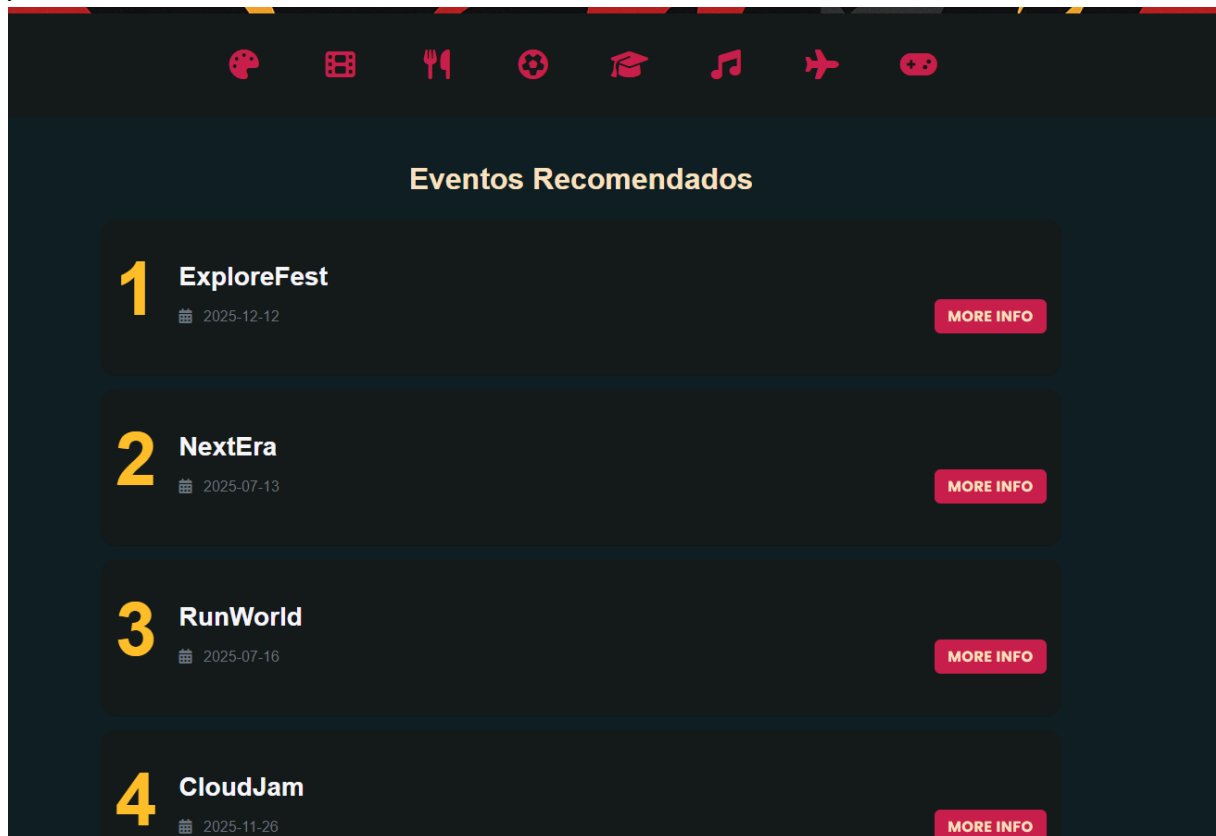 Eventos Recomendados
1
ExploreFest
2025-12-12
MORE INFO
2
NextEra
2025-07-13
MORE INFO
3
RunWorld
2025-07-16
MORE INFO
4
CloudJam
2025-11-26
MORE INFO